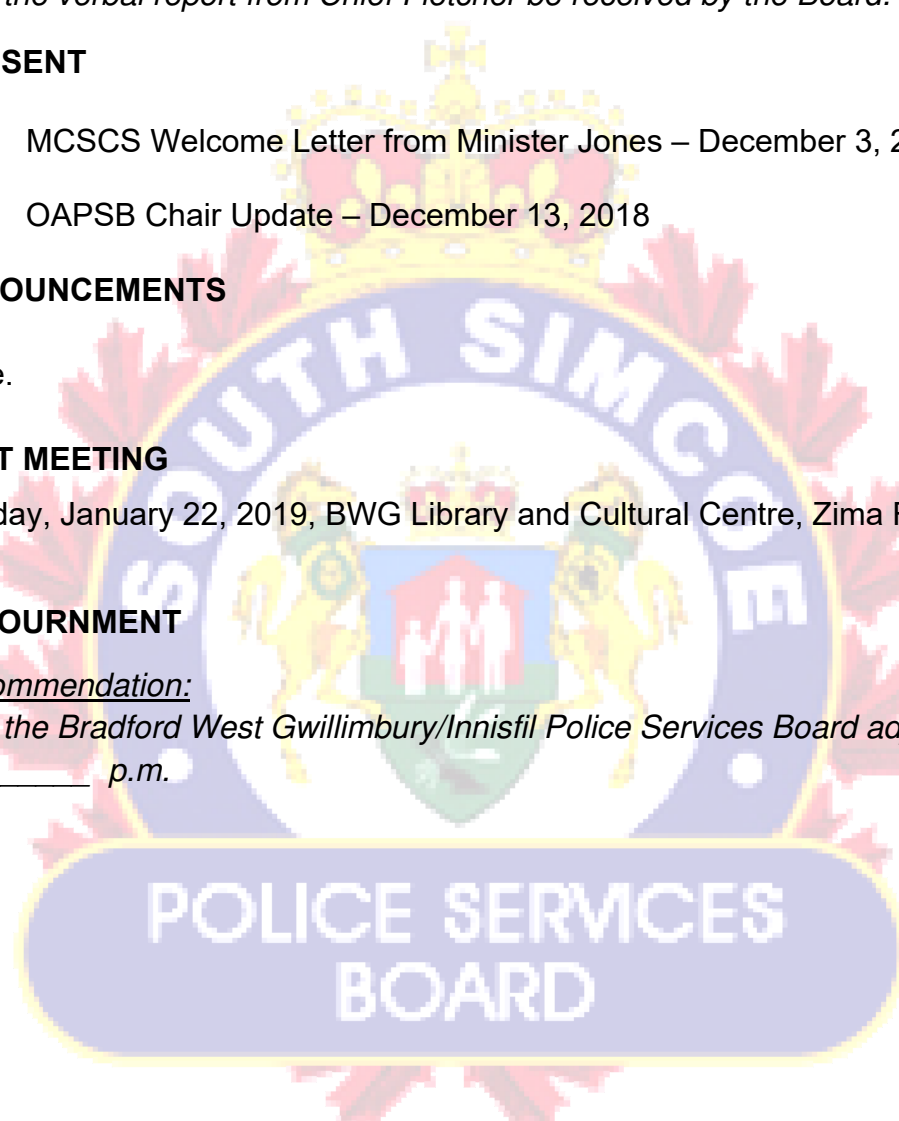 the verbal report from Chief Fletcher be received by the Board.
SENT
MCSCS Welcome Letter from Minister Jones – December 3, 2
OAPSB Chair Update – December 13, 2018
OUNCEMENTS
e.
T MEETING
day, January 22, 2019, BWG Library and Cultural Centre, Zima
OURNMENT
ommendation:
the Bradford West Gwillimbury/Innisfil Police Services Board ad
______ p.m.
SOUTH SIMCOE
POLICE SERVICES
BOARD